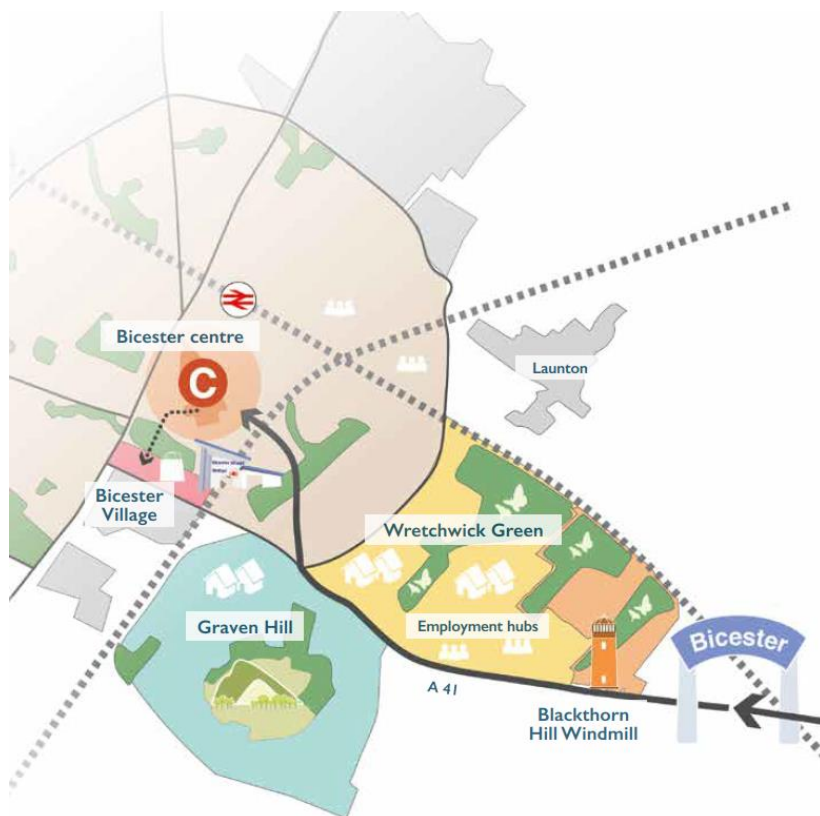 Bicester centre
C
Launton
Bicester
Village
Wretchwick Green
Graven Hill
Employment hubs
Bicester
A 41
Blackthorn
Hill Windmill